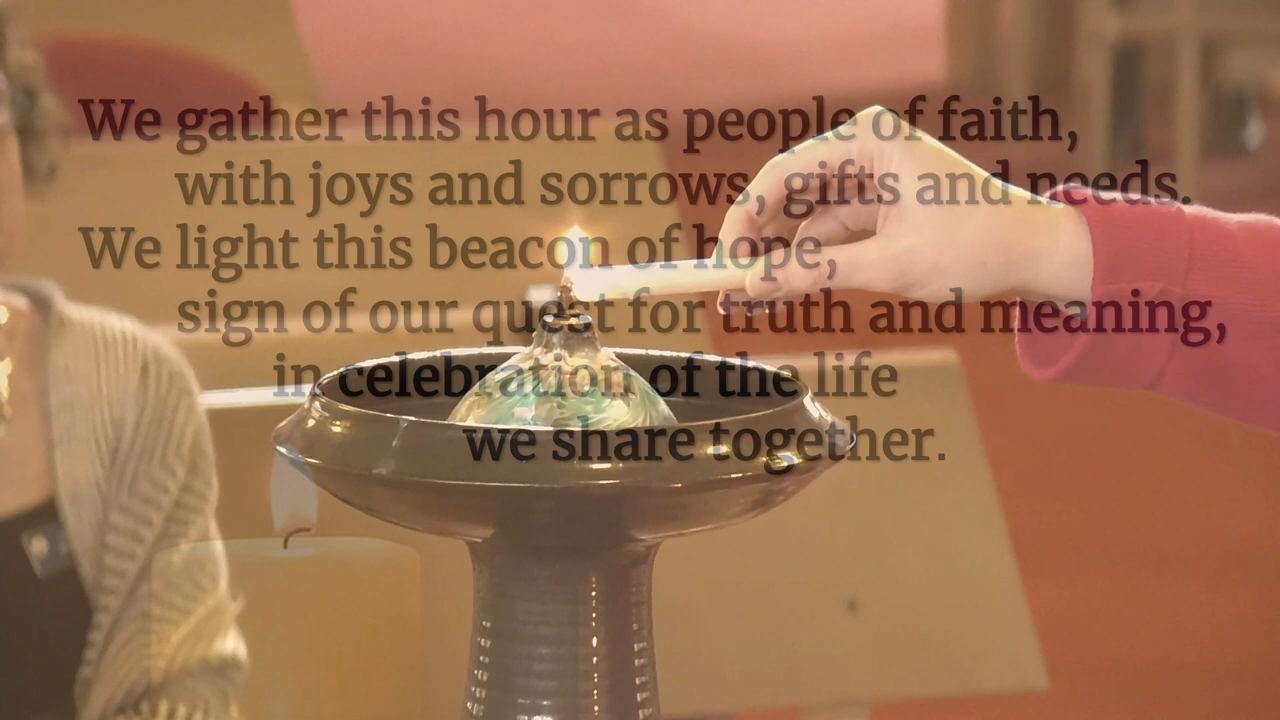 We gather this hour as people of faith,
with joys and sorrows, gifts and needs.
We light this beacon of hope,
sign of our quest for truth and meaning,
in celebration of the life
we share together.